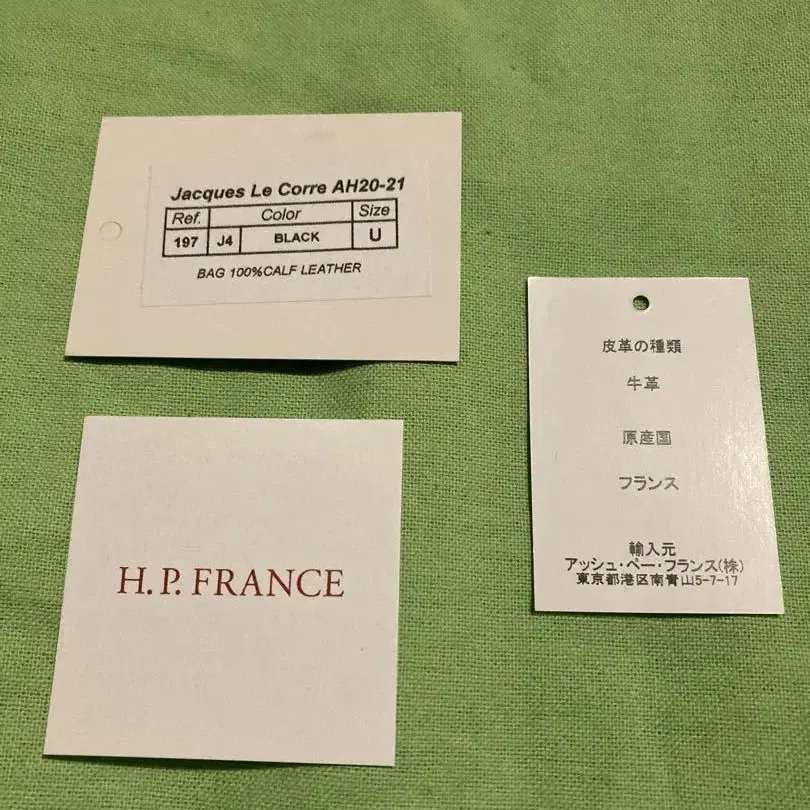 Jacques Le Corre AH20-21
Ref. Color Size
197 J4 BLACK U
BAG 100%CALF LEATHER
H.P. FRANCE
皮革の種類
牛革
原産国
フランス
輸入元
アッシュ・ペー・フランス(株)
東京都港区南青山5-7-17